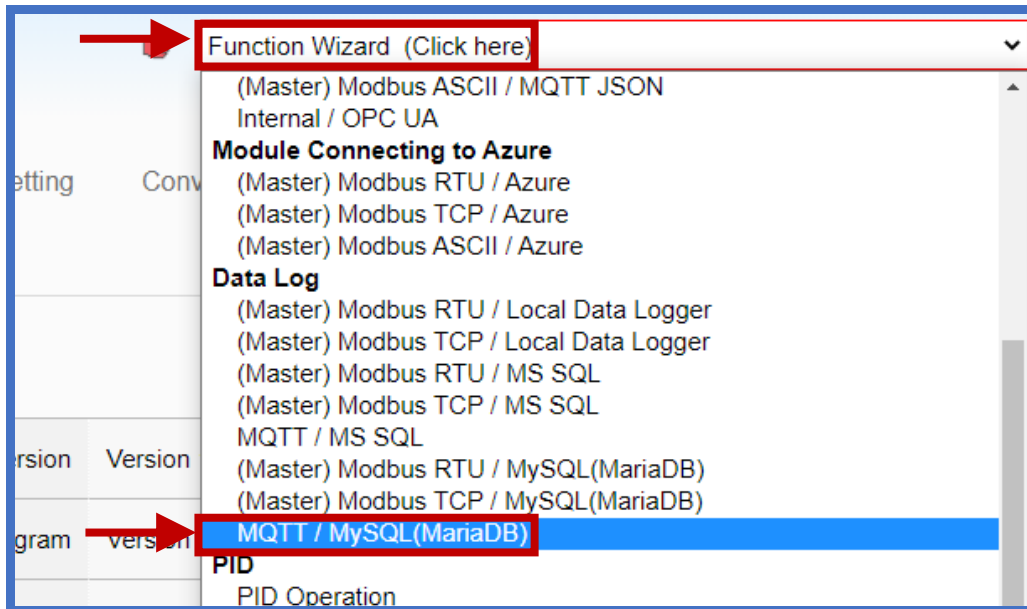 Function Wizard (Click here)
(Master) Modbus ASCII / MQTT JSON
Internal / OPC UA
Module Connecting to Azure
etting Conv
(Master) Modbus RTU / Azure
(Master) Modbus TCP / Azure
(Master) Modbus ASCII / Azure
Data Log
(Master) Modbus RTU / Local Data Logger
(Master) Modbus TCP / Local Data Logger
(Master) Modbus RTU / MS SQL
(Master) Modbus TCP / MS SQL
MQTT / MS SQL
rsion Version
(Master) Modbus RTU / MySQL(MariaDB)
(Master) Modbus TCP / MySQL(MariaDB)
gram Version
MQTT / MySQL(MariaDB)
PID
PID Operation